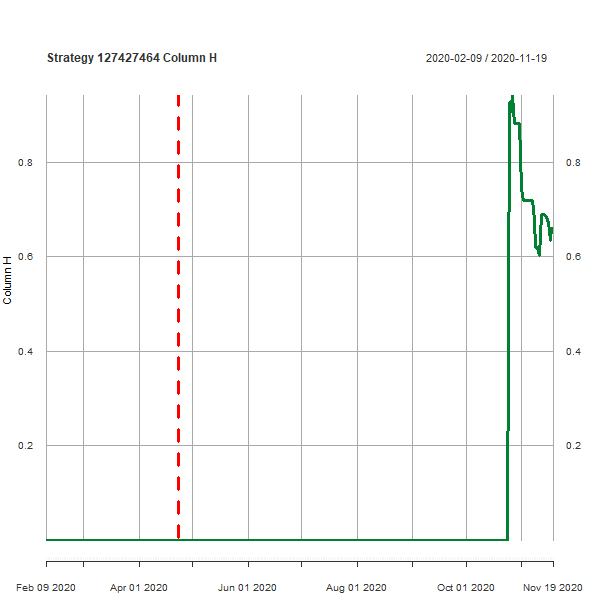 Strategy 127427464 Column H
2020-02-09 / 2020-11-19
0.8
0.8
0.6
0.6
Column H
0.4
0.4
0.2
0.2
Feb 09 2020
Apr 01 2020
Jun 01 2020
Aug 01 2020
Oct 01 2020
Nov 19 2020